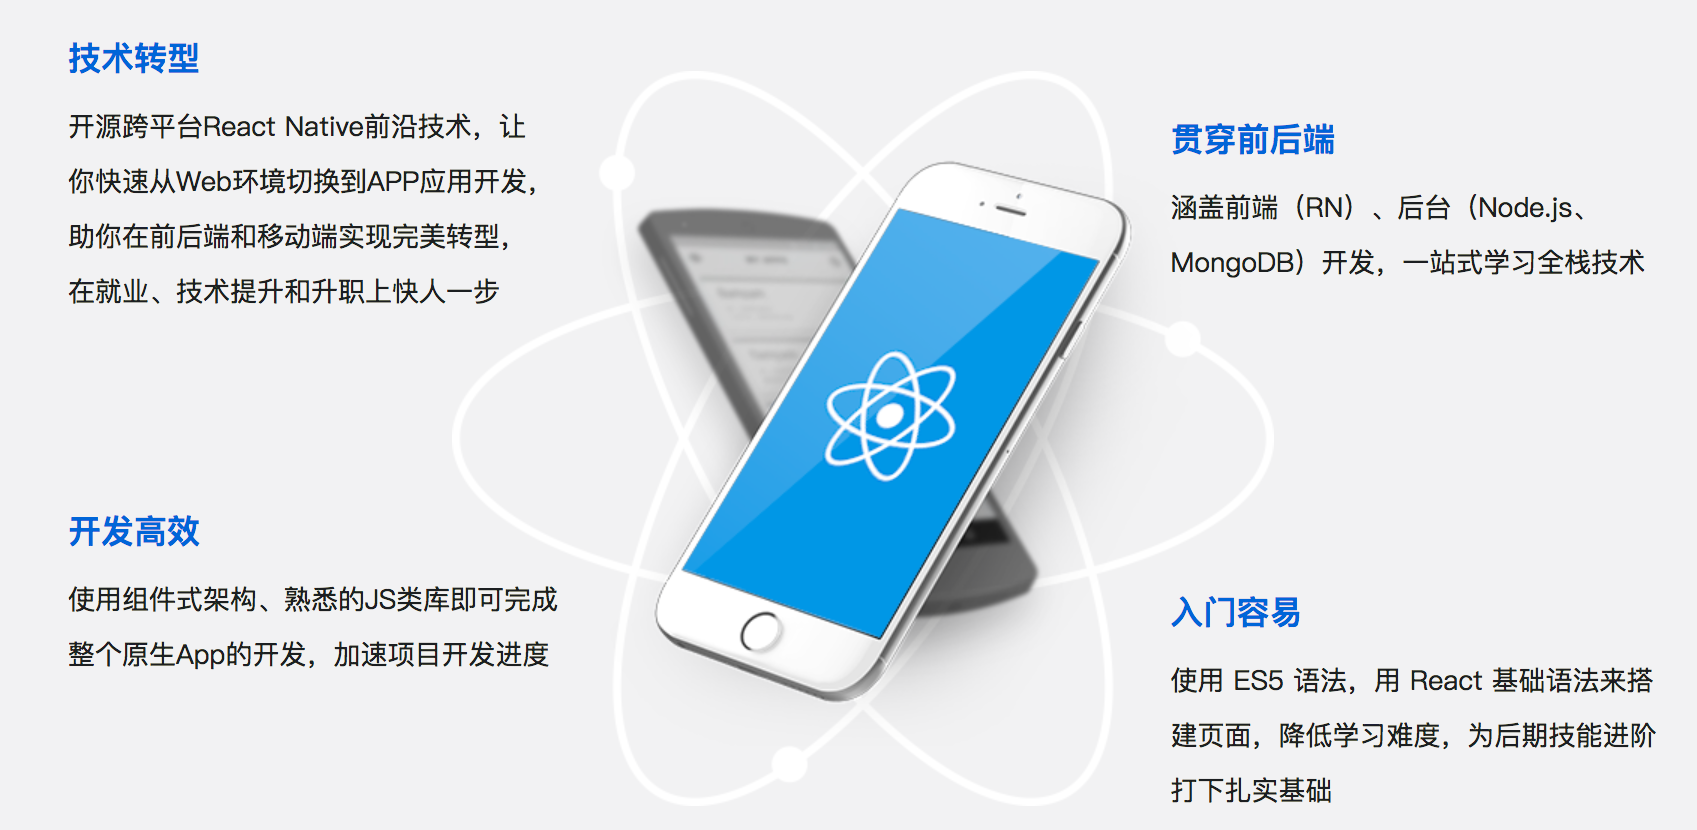 技术转型
开源跨平台React Native前沿技术，让
你快速从Web环境切换到APP应用开发，
助你在前后端和移动端实现完美转型，
在就业、技术提升和升职上快人一步
贯穿前后端
涵盖前端（RN）、后台（Node.js、
MongoDB）开发，一站式学习全栈技术
开发高效
使用组件式架构、熟悉的JS类库即可完成
整个原生App的开发，加速项目开发进度
入门容易
使用 ES5 语法，用 React 基础语法来搭
建页面，降低学习难度，为后期技能进阶
打下扎实基础